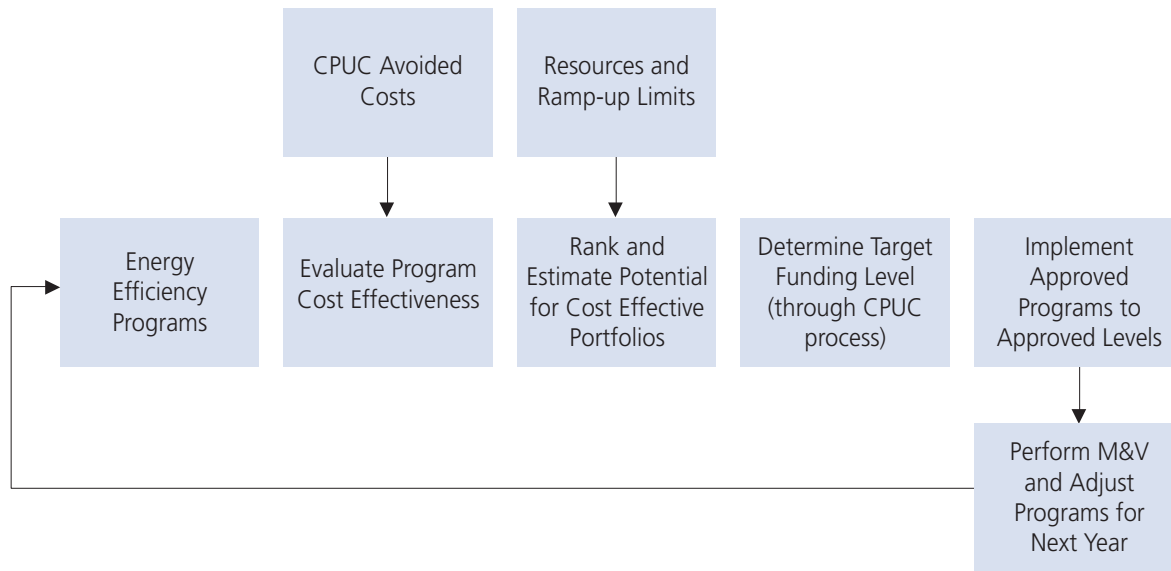 CPUC Avoided
Costs
Resources and
Ramp-up Limits
Energy
Efficiency
Programs
Evaluate Program
Cost Effectiveness
Rank and
Estimate Potential
for Cost Effective
Portfolios
Determine Target
Funding Level
(through CPUC
process)
Implement
Approved
Programs to
Approved Levels
Perform M&V
and Adjust
Programs for
Next Year